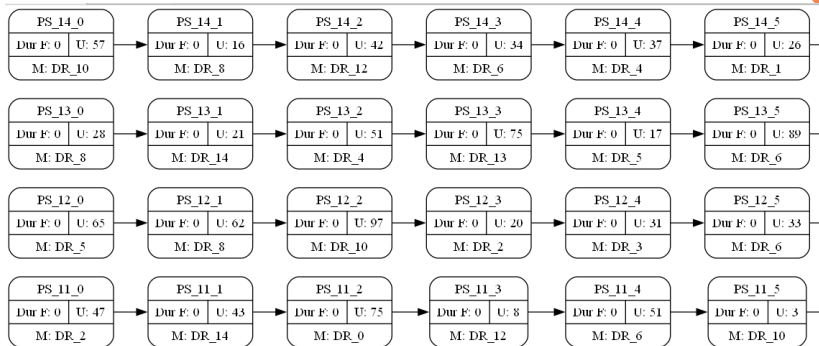 PS_14_0 PS_14_1 PS_14_2 PS_14_3 PS_14_4 PS_14_5
Dur F: 0 U: 57 Dur F: 0 U: 16 Dur F: 0 U: 42 Dur F: 0 U: 34 Dur F: 0 U: 37 Dur F: 0 U: 26
M: DR_10 M: DR_8 M: DR_12 M: DR_6 M: DR_4 M: DR_1
PS_13_0 PS_13_1 PS_13_2 PS_13_3 PS_13_4 PS_13_5
Dur F: 0 U: 28 Dur F: 0 U: 21 Dur F: 0 U: 51 Dur F: 0 U: 75 Dur F: 0 U: 17 Dur F: 0 U: 89
M: DR_8 M: DR_14 M: DR_4 M: DR_13 M: DR_5 M: DR_6
PS_12_0 PS_12_1 PS_12_2 PS_12_3 PS_12_4 PS_12_5
Dur F: 0 U: 65 Dur F: 0 U: 62 Dur F: 0 U: 97 Dur F: 0 U: 20 Dur F: 0 U: 31 Dur F: 0 U: 33
M: DR_5 M: DR_8 M: DR_10 M: DR_2 M: DR_3 M: DR_6
PS_11_0 PS_11_1 PS_11_2 PS_11_3 PS_11_4 PS_11_5
Dur F: 0 U: 47 Dur F: 0 U: 43 Dur F: 0 U: 75 Dur F: 0 U: 8 Dur F: 0 U: 51 Dur F: 0 U: 3
M: DR_2 M: DR_14 M: DR_0 M: DR_12 M: DR_6 M: DR_10